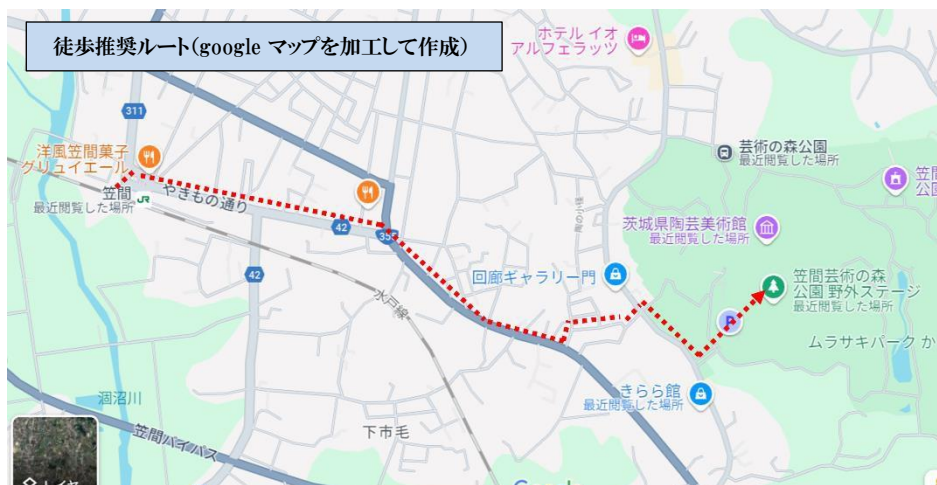 徒歩推奨ルート(google マップを加工して作成)
ホテル イオ
アルフェラッツ
311
洋風笠間菓子
グリュイエール
芸術の森公園
最近閲覧した場所
笠間
最近閲覧した場所
JR
やきもの通り
42
355
茨城県陶芸美術館
最近閲覧した場所
回廊ギャラリー門
42
水戸線
笠間芸術の森
公園 野外ステージ
最近閲覧した場所
P
ムラサキパーク か
きらら館
最近閲覧した場所
涸沼川
笠間バイパス
下市毛